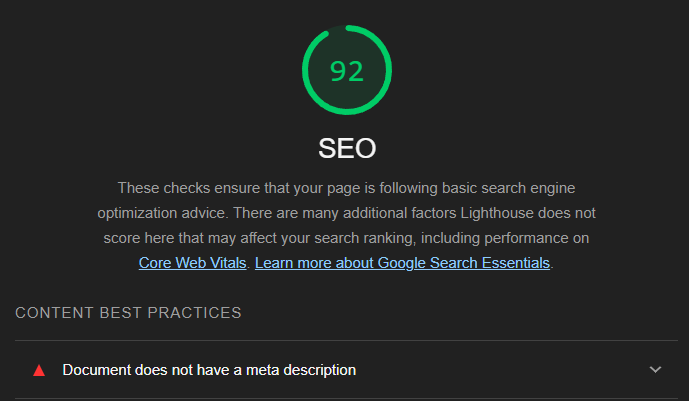 92
SEO
These checks ensure that your page is following basic search engine
optimization advice. There are many additional factors Lighthouse does not
score here that may affect your search ranking, including performance on
Core Web Vitals. Learn more about Google Search Essentials.
CONTENT BEST PRACTICES
Document does not have a meta description